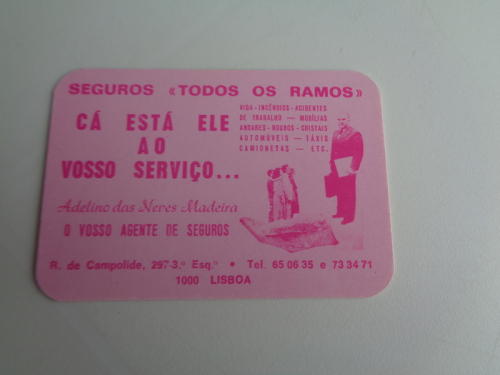 SEGUROS «TODOS OS RAMOS»
VIDA - INCÊNDIOS - ACIDENTES
DE TRABALHO - MOBÍLIAS
ANDARES - ROUBOS - CRISTAIS
AUTOMÓVEIS - TÁXIS
CAMIONETAS - ETC.
CÁ ESTÁ ELE
AO
VOSSO SERVIÇO...
Adelino das Neves Madeira
O VOSSO AGENTE DE SEGUROS
R. de Campolide, 297-3.º Esq.º • Tel. 65 06 35 e 73 34 71
1000 LISBOA